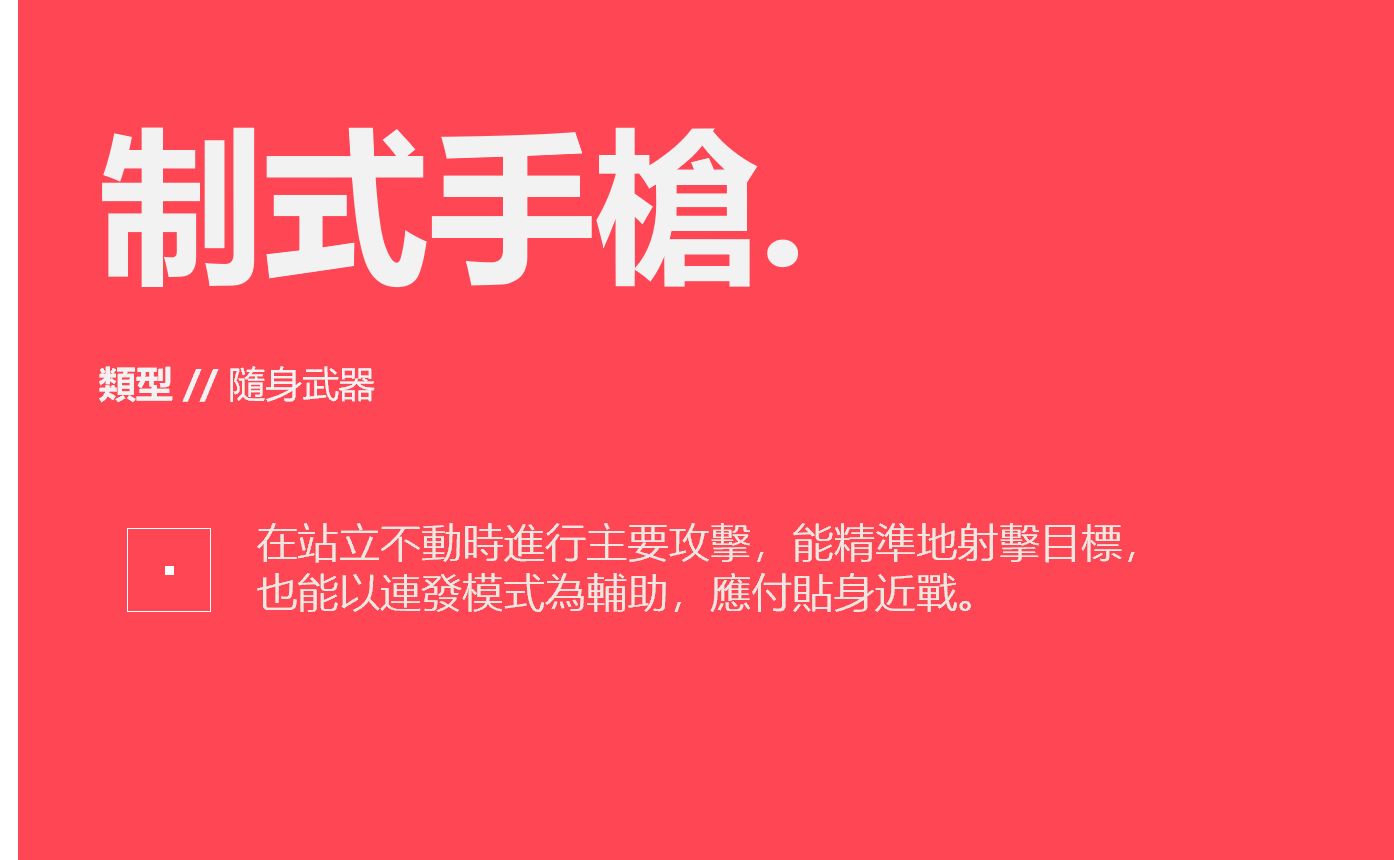 制式手槍.
類型 // 隨身武器
在站立不動時進行主要攻擊，能精準地射擊目標，
也能以連發模式為輔助，應付貼身近戰。